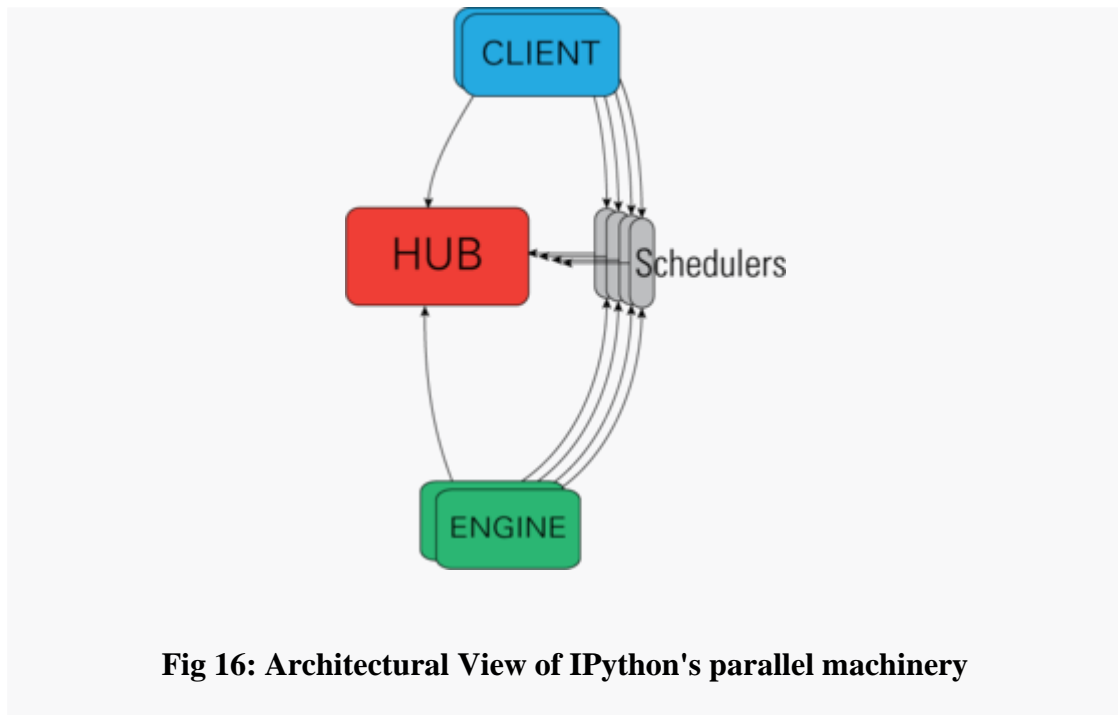 CLIENT
HUB
Schedulers
ENGINE
Fig 16: Architectural View of IPython's parallel machinery